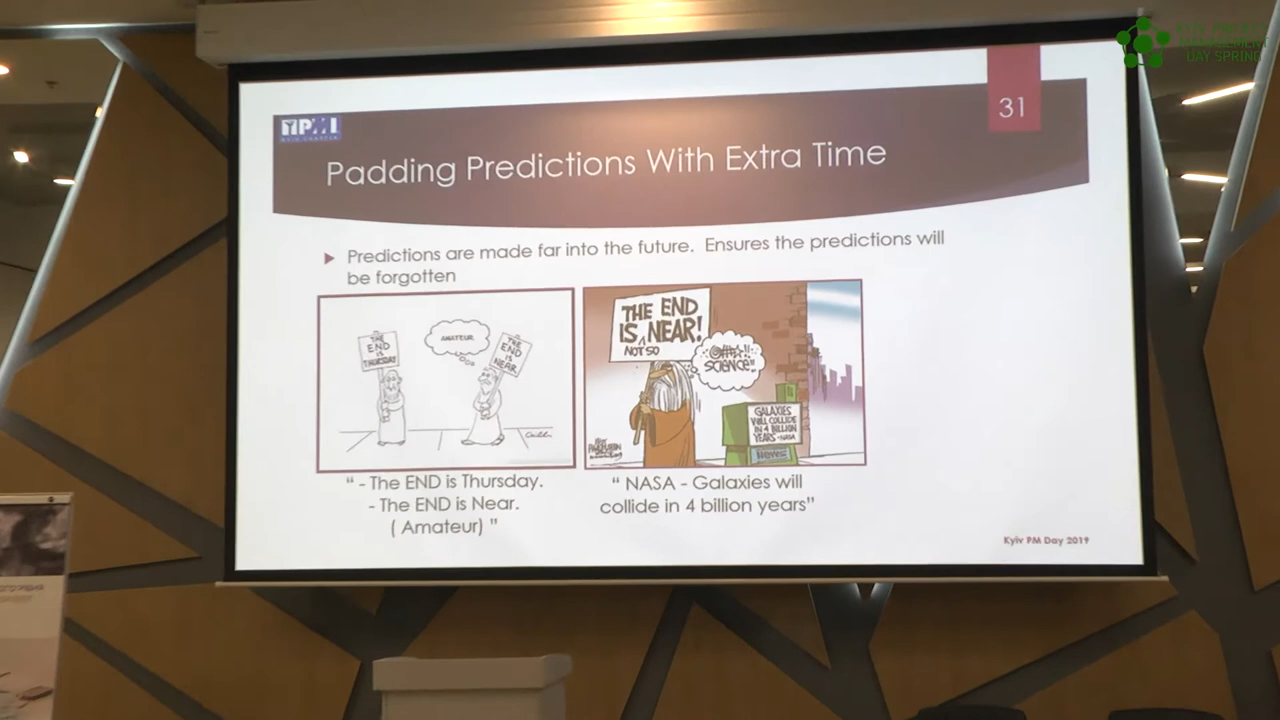 31
PMI
Padding Predictions With Extra Time
Predictions are made far into the future. Ensures the predictions will
be forgotten
THE
END
IS
THURSDAY
AMATEUR.
THE
END
IS
NEAR.
THE END
IS NEAR!
NOT SO
@#*!!
SCIENCE!!
GALAXIES
WILL COLLIDE
IN 4 BILLION
YEARS -NASA
News
" - The END is Thursday.
- The END is Near.
( Amateur) "
" NASA - Galaxies will
collide in 4 billion years"
Kyiv PM Day 2019
DAY SPRING